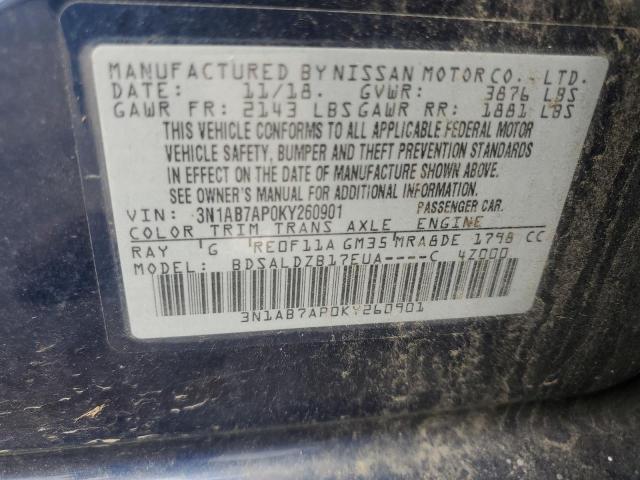 MANUFACTURED BY NISSAN MOTOR CO., LTD.
DATE: 11/18. GVWR: 3876 LBS
GAWR FR: 2143 LBS GAWR RR: 1881 LBS
THIS VEHICLE CONFORMS TO ALL APPLICABLE FEDERAL MOTOR
VEHICLE SAFETY, BUMPER AND THEFT PREVENTION STANDARDS
IN EFFECT ON THE DATE OF MANUFACTURE SHOWN ABOVE.
SEE OWNER'S MANUAL FOR ADDITIONAL INFORMATION.
VIN: 3N1AB7AP0KY260901 PASSENGER CAR.
COLOR TRIM TRANS AXLE ENGINE
RAY G RE0F11A GM35 MRA8DE 1798 CC
MODEL: BDSALDZB17EUA----C 4Z000
3N1AB7AP0KY260901